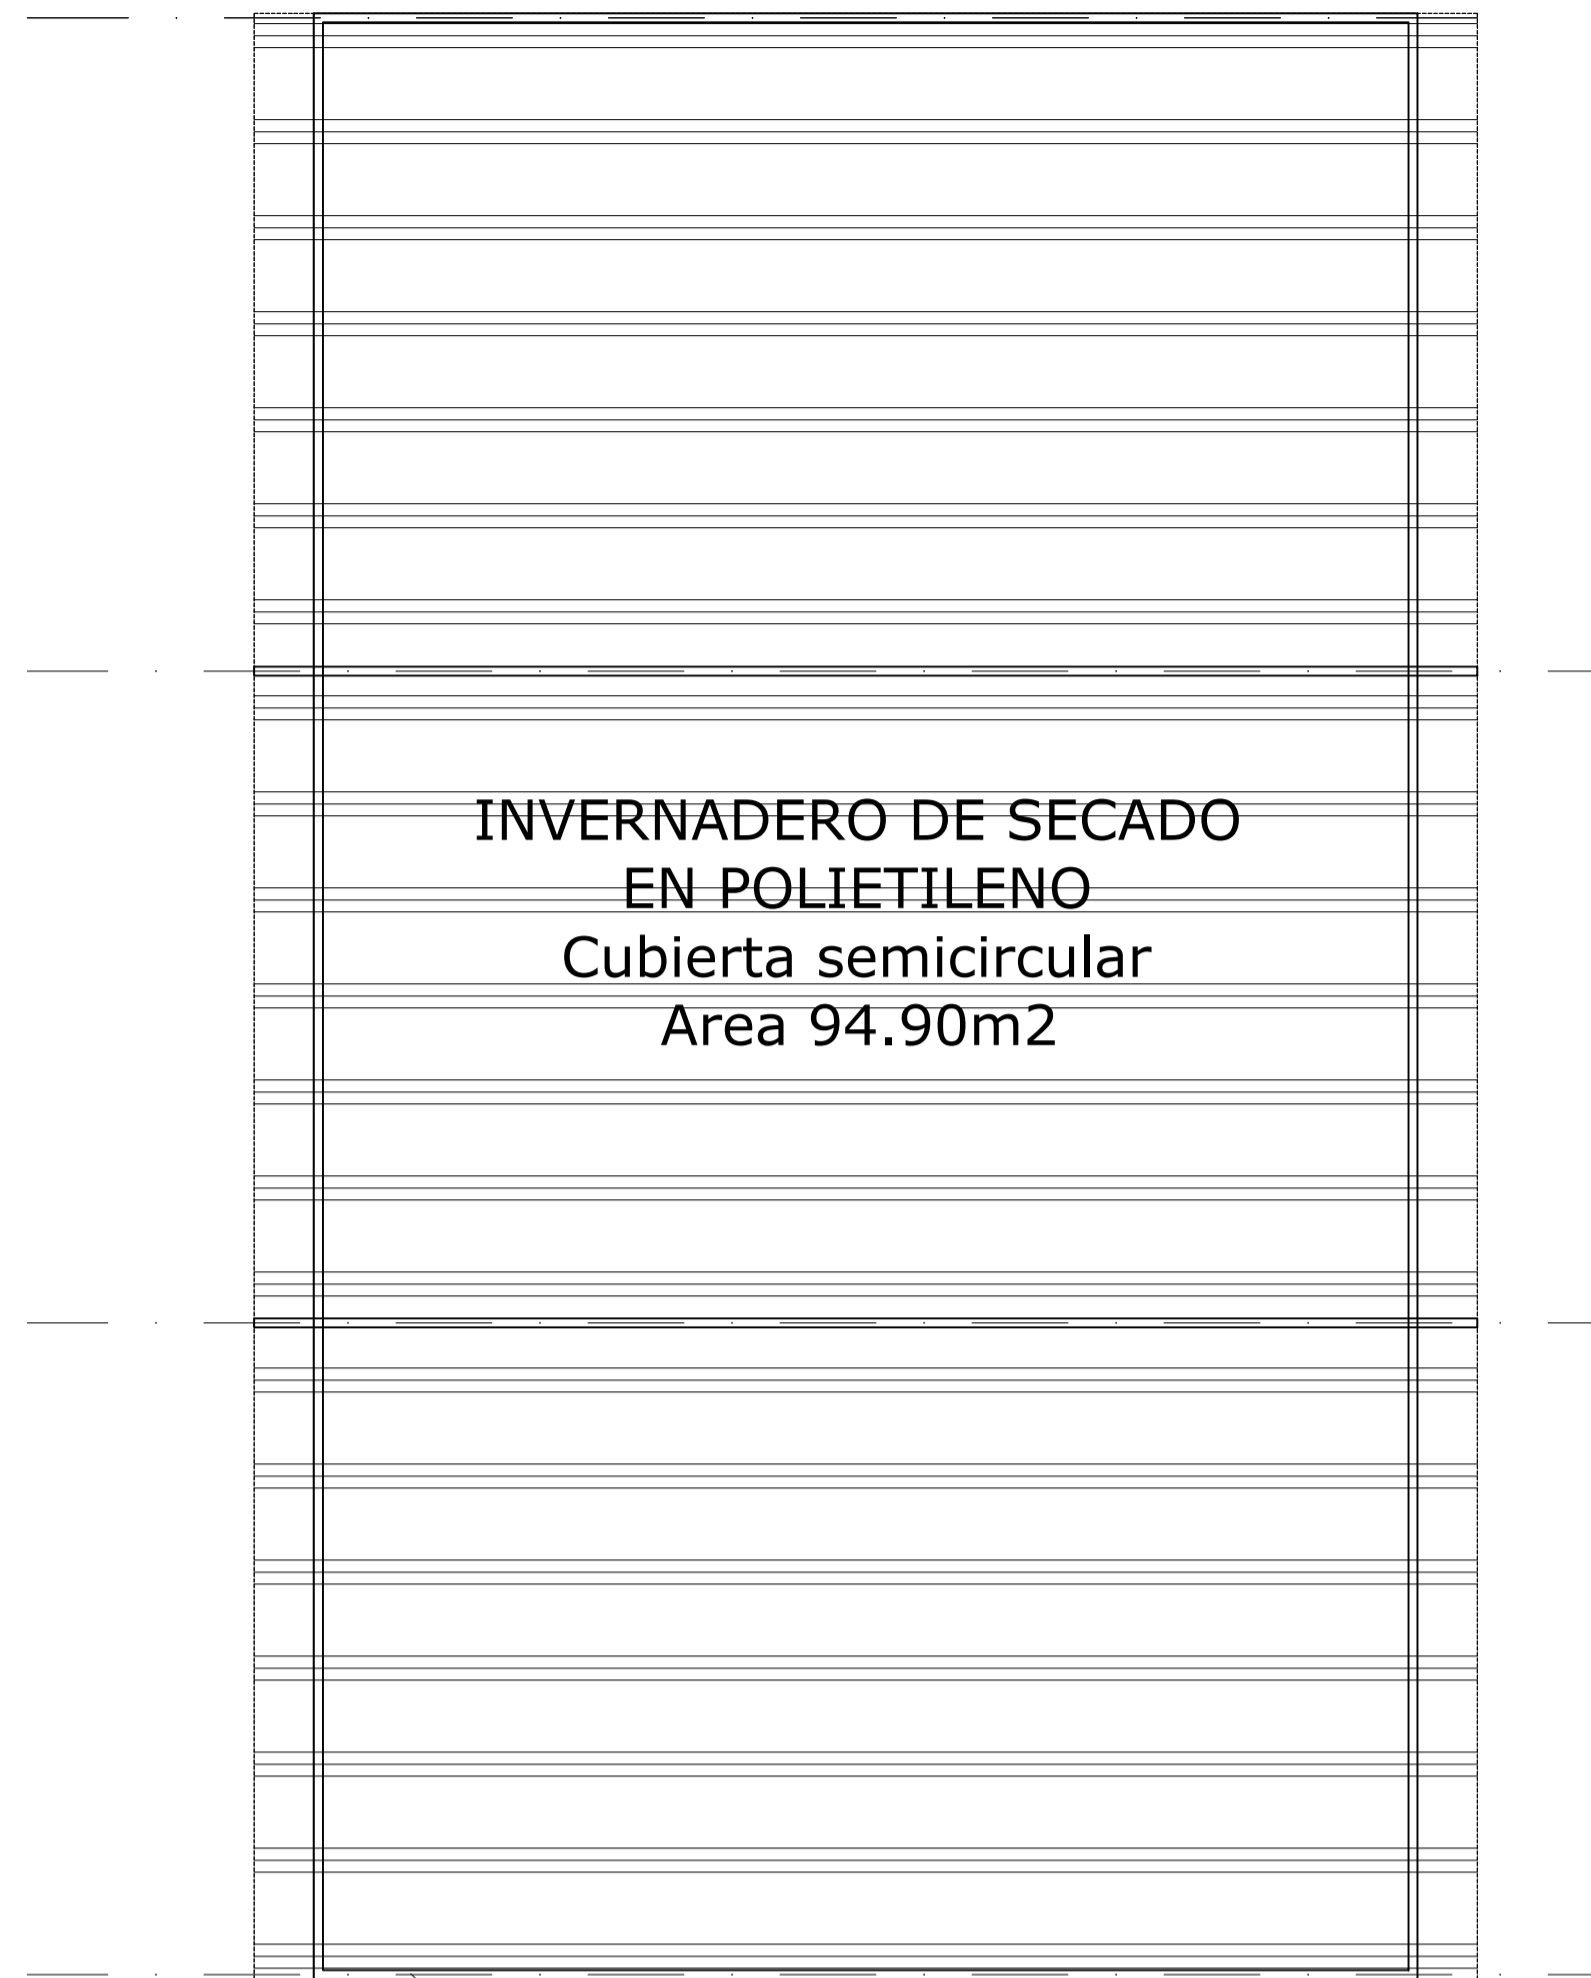 INVERNADERO DE SECADO
EN POLIETILENO
Cubierta semicircular
Area 94.90m2